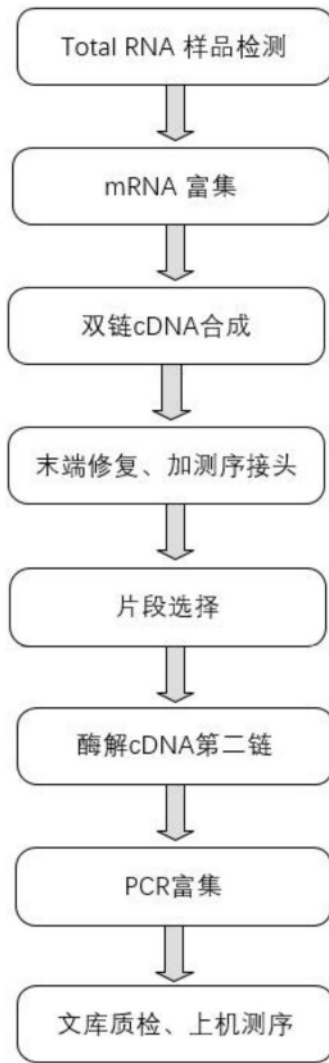 Total RNA 样品检测
mRNA 富集
双链cDNA合成
末端修复、加测序接头
片段选择
酶解cDNA第二链
PCR富集
文库质检、上机测序